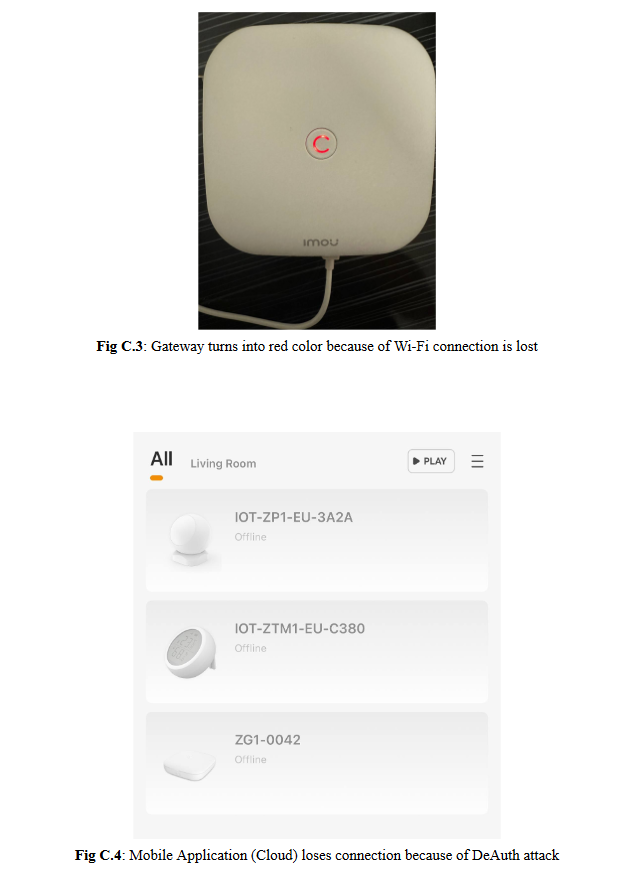 imou
Fig C.3: Gateway turns into red color because of Wi-Fi connection is lost
All
Living Room
PLAY
IOT-ZP1-EU-3A2A
Offline
IOT-ZTM1-EU-C380
Offline
ZG1-0042
Offline
Fig C.4: Mobile Application (Cloud) loses connection because of DeAuth attack